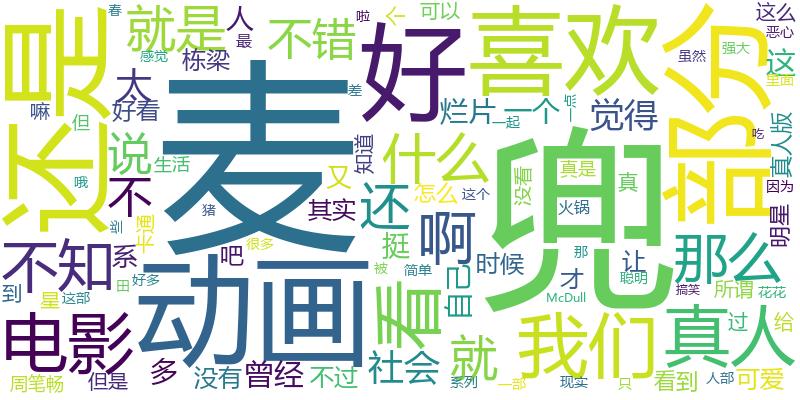 春
就是
人
最
啦
个
可以
这么
感觉
栋梁
不错
好
喜欢
虽然
强大
恶心
还是
太
好看
嘛
但
麦
烂片
一个
觉得
部分
这
里面
说
生活
知道
什么
一起
兜
没看
真是
真
真人版
吃
哦
不
又
怎么
这个
因为
猪
其实
还
啊
火锅
明星
些
卡通
很多
吧
挺
时候
那
让
那么
不知
系
动画
被
简单
自己
才
聪明
搞笑
所谓
花花
到
星
这部
田
好多
看
McDull
电影
我们
真人
过
给
多
没有
曾经
不过
社会
就
周笔畅
但是
系列
一部
现实
只
看到
人部
可爱
差